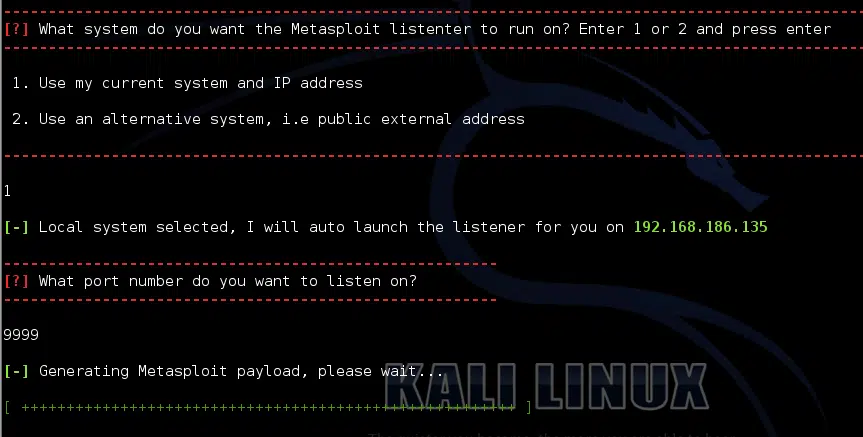 [?] What system do you want the Metasploit listenter to run on? Enter 1 or 2 and press enter
1. Use my current system and IP address
2. Use an alternative system, i.e public external address
1
[-] Local system selected, I will auto launch the listener for you on 192.168.186.135
[?] What port number do you want to listen on?
9999
[-] Generating Metasploit payload, please wait...
KALI LINUX
[ +++++++++++++++++++++++++++++++++++++++++++++++++++++++ ]